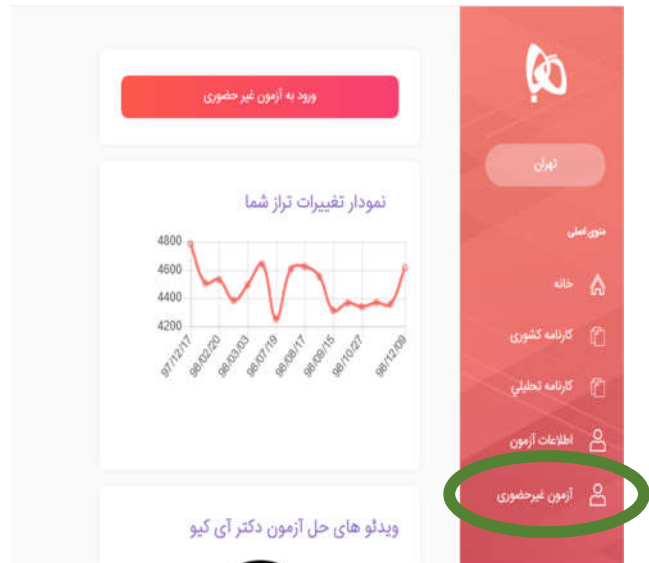 تهران
منوی اصلی
خانه
کارنامه کشوری
کارنامه تحلیلي
اطلاعات آزمون
آزمون غیرحضوری
ورود به آزمون غیر حضوری
نمودار تغییرات تراز شما
4800
4600
4400
4200
97/12/17
98/02/20
98/03/03
98/07/19
98/08/17
98/09/15
98/10/27
98/12/09
ویدئو های حل آزمون دکتر آی کیو